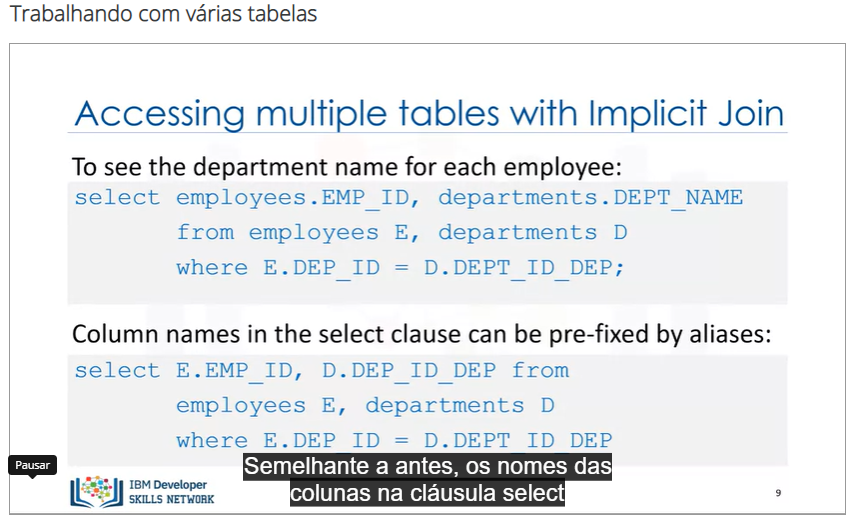 Trabalhando com várias tabelas
Accessing multiple tables with Implicit Join
To see the department name for each employee:
select employees.EMP_ID, departments.DEPT_NAME
from employees E, departments D
where E.DEP_ID = D.DEPT_ID_DEP;
Column names in the select clause can be pre-fixed by aliases:
select E.EMP_ID, D.DEP_ID_DEP from
employees E, departments D
where E.DEP_ID = D.DEPT_ID_DEP
Pausar
Semelhante a antes, os nomes das
colunas na cláusula select
IBM Developer
SKILLS NETWORK
9